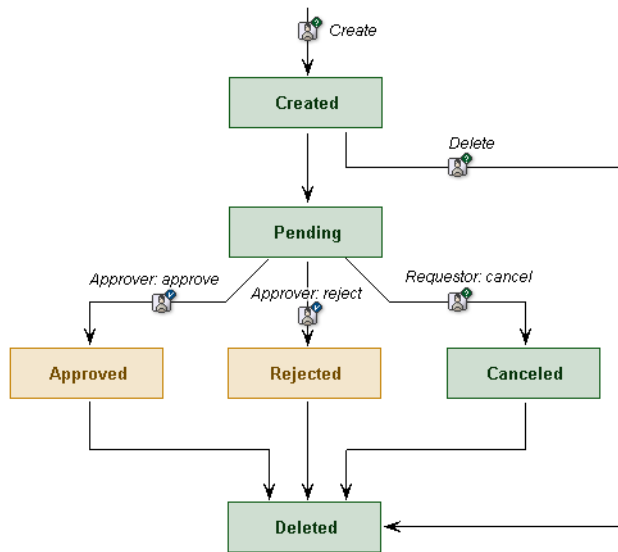 Create
Created
Delete
Pending
Approver: approve
Approver: reject
Requestor: cancel
Approved
Rejected
Canceled
Deleted